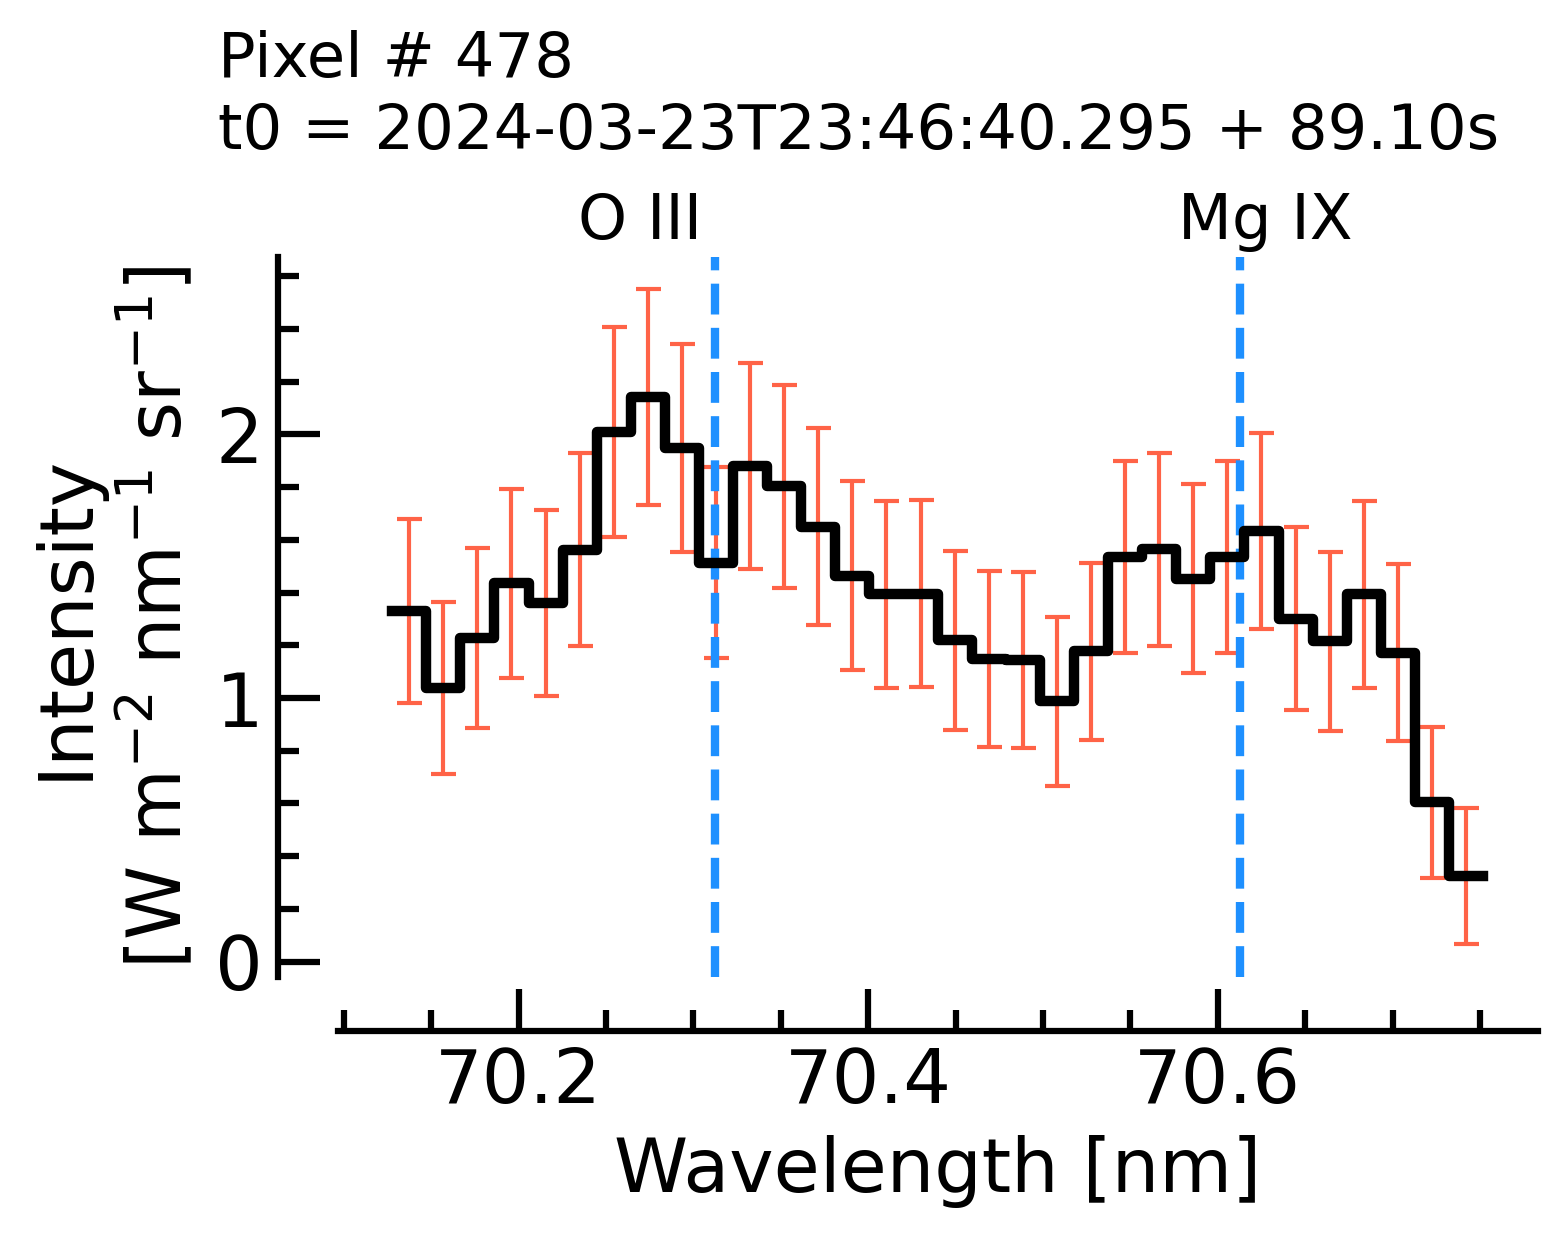 Pixel # 478
t0 = 2024-03-23T23:46:40.295 + 89.10s
O III
Mg IX
Intensity
[W m⁻² nm⁻¹ sr⁻¹]
2
1
0
70.2
70.4
70.6
Wavelength [nm]